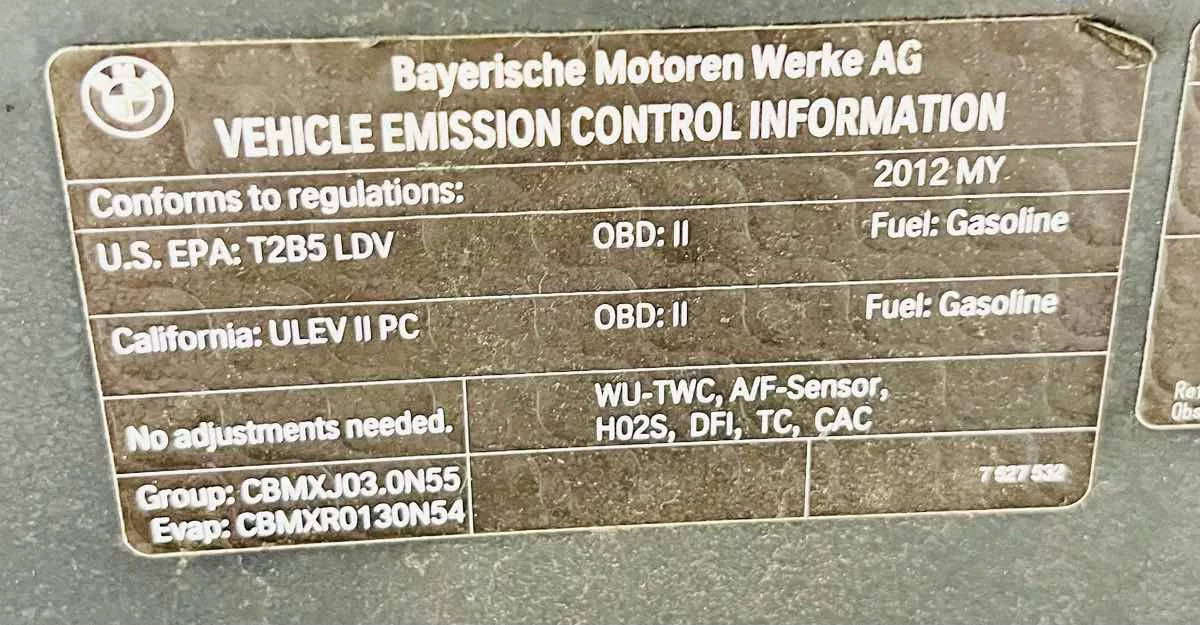 Bayerische Motoren Werke AG
VEHICLE EMISSION CONTROL INFORMATION
Conforms to regulations: 2012 MY
U.S. EPA: T2B5 LDV OBD: II Fuel: Gasoline
California: ULEV II PC OBD: II Fuel: Gasoline
No adjustments needed.
WU-TWC, A/F-Sensor,
H02S, DFI, TC, CAC
Group: CBMXJ03.0N55
Evap: CBMXR0130N54
7 527 532